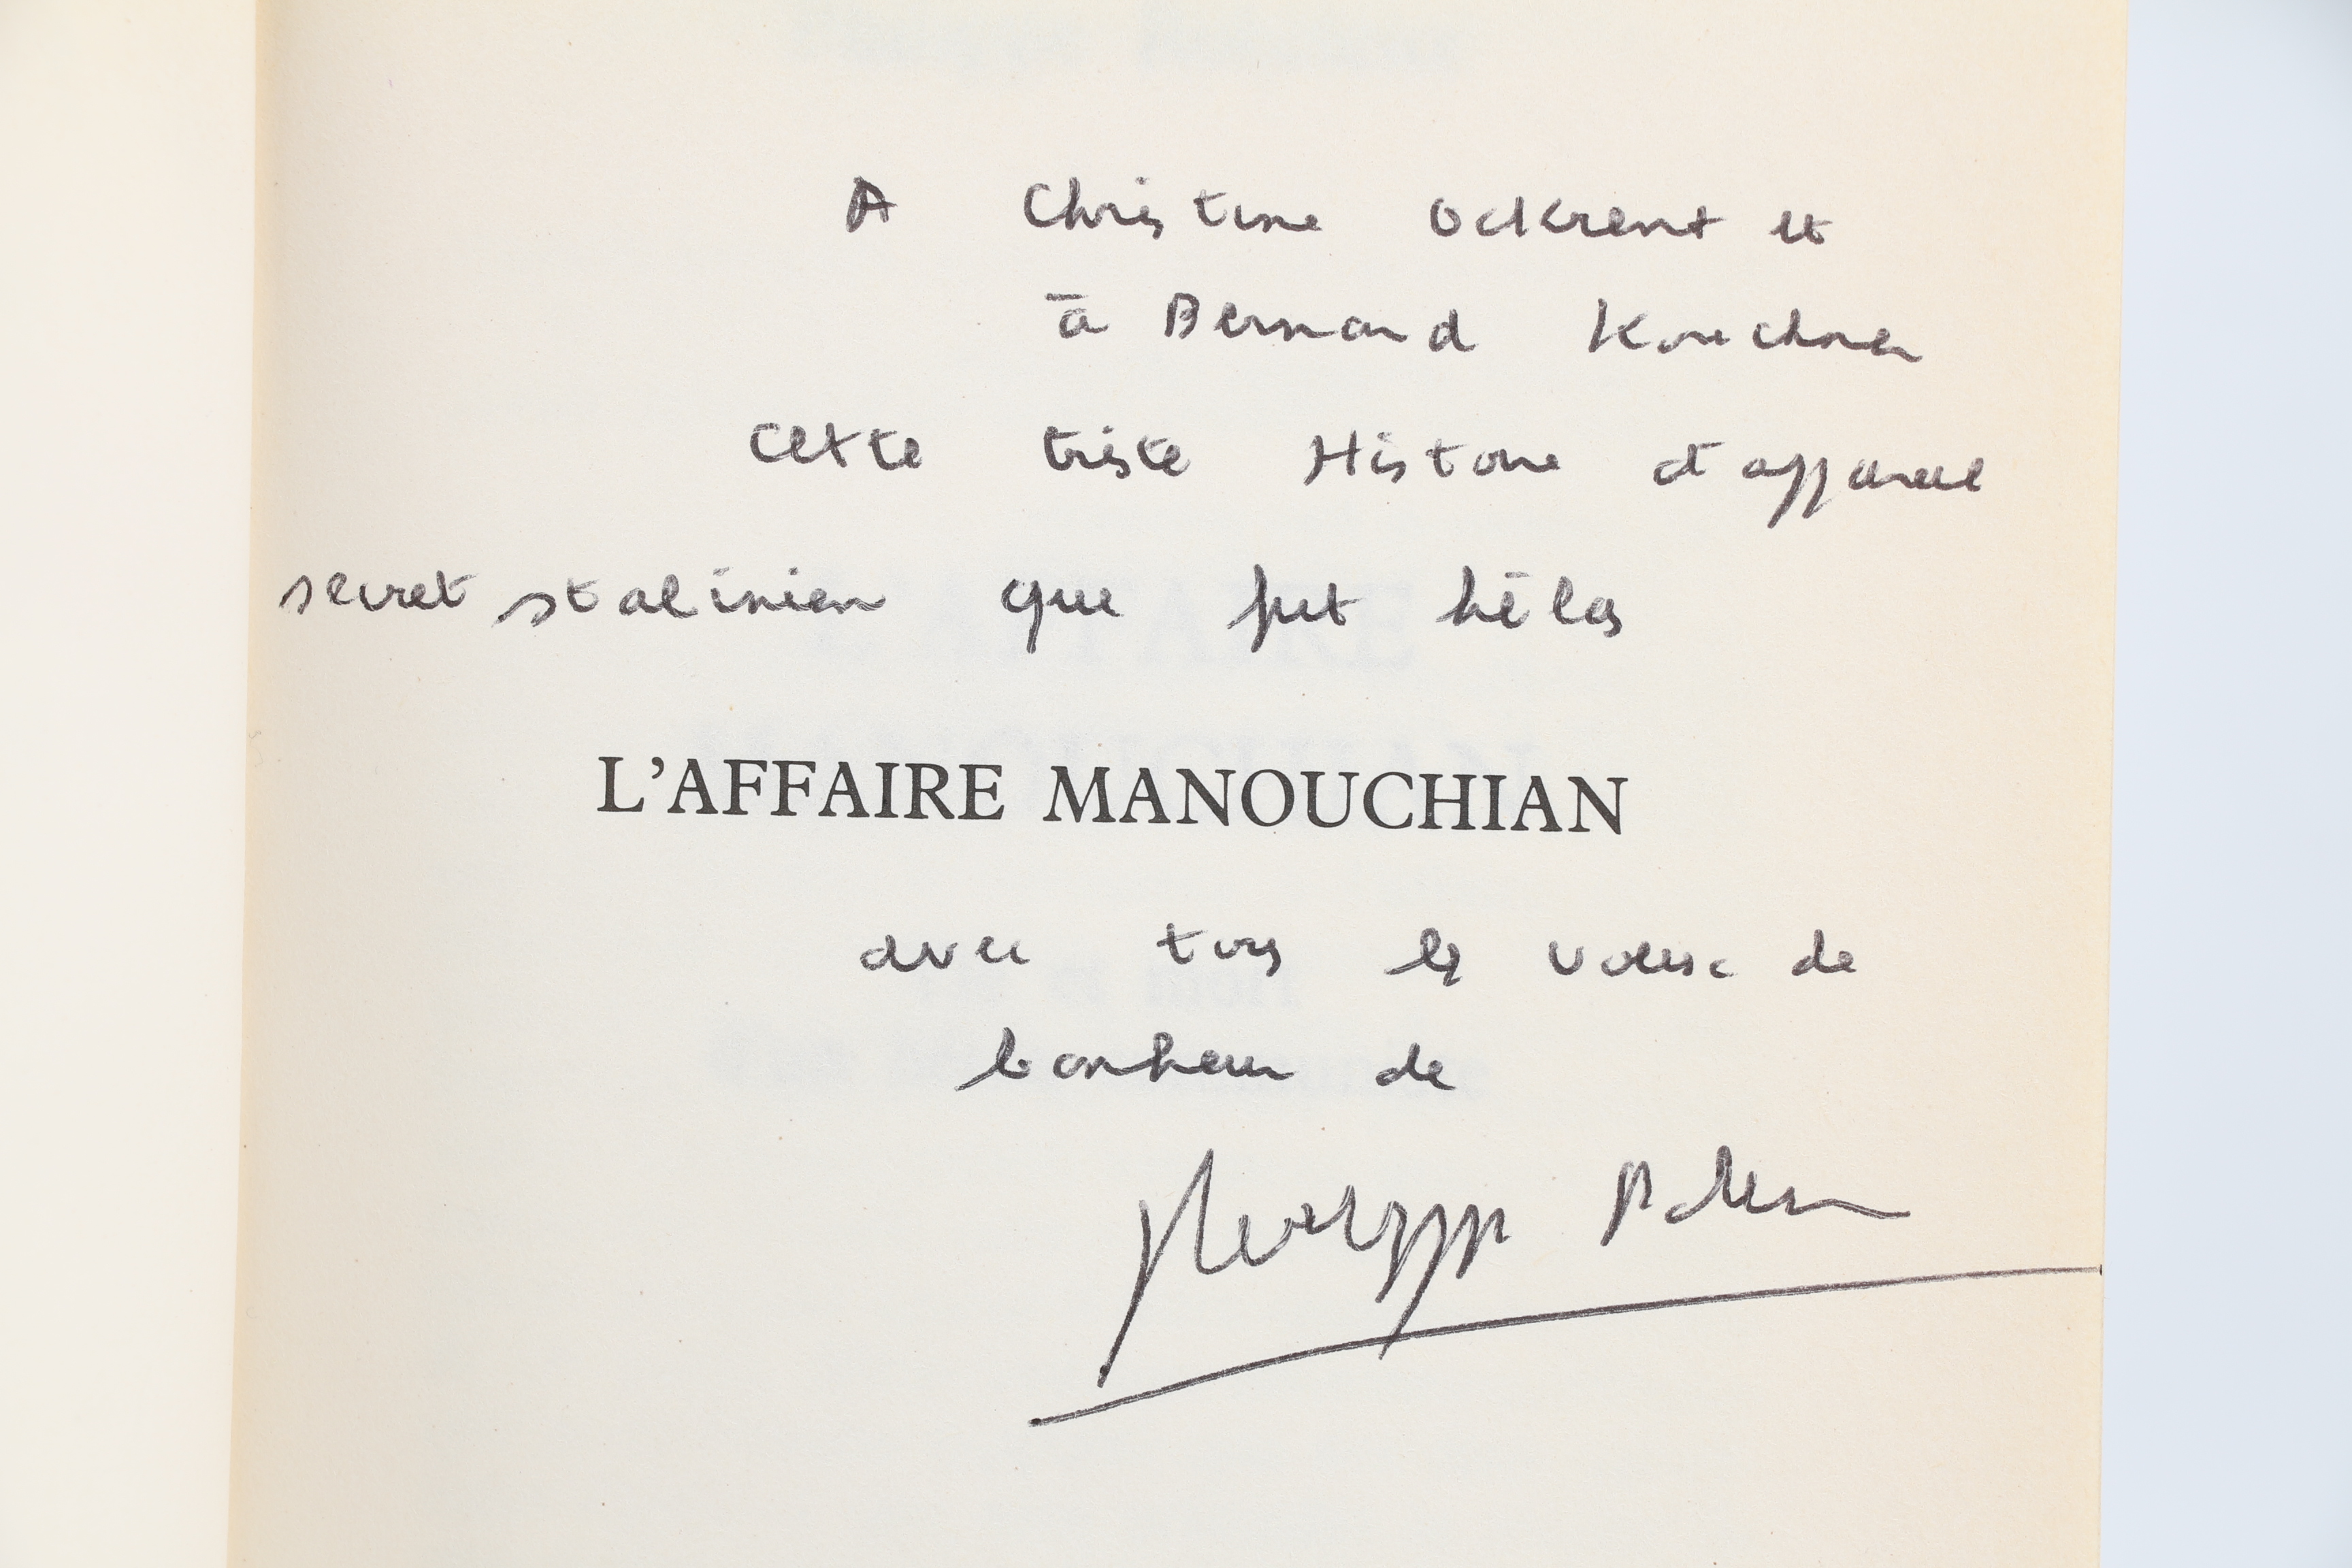 A Christine Ockrent et
à Bernard Kouchner
Cette triste Histoire d'appareil
secret stalinien que fut hélas
L'AFFAIRE MANOUCHIAN
avec tous les voeux de
bonheur de
Philippe